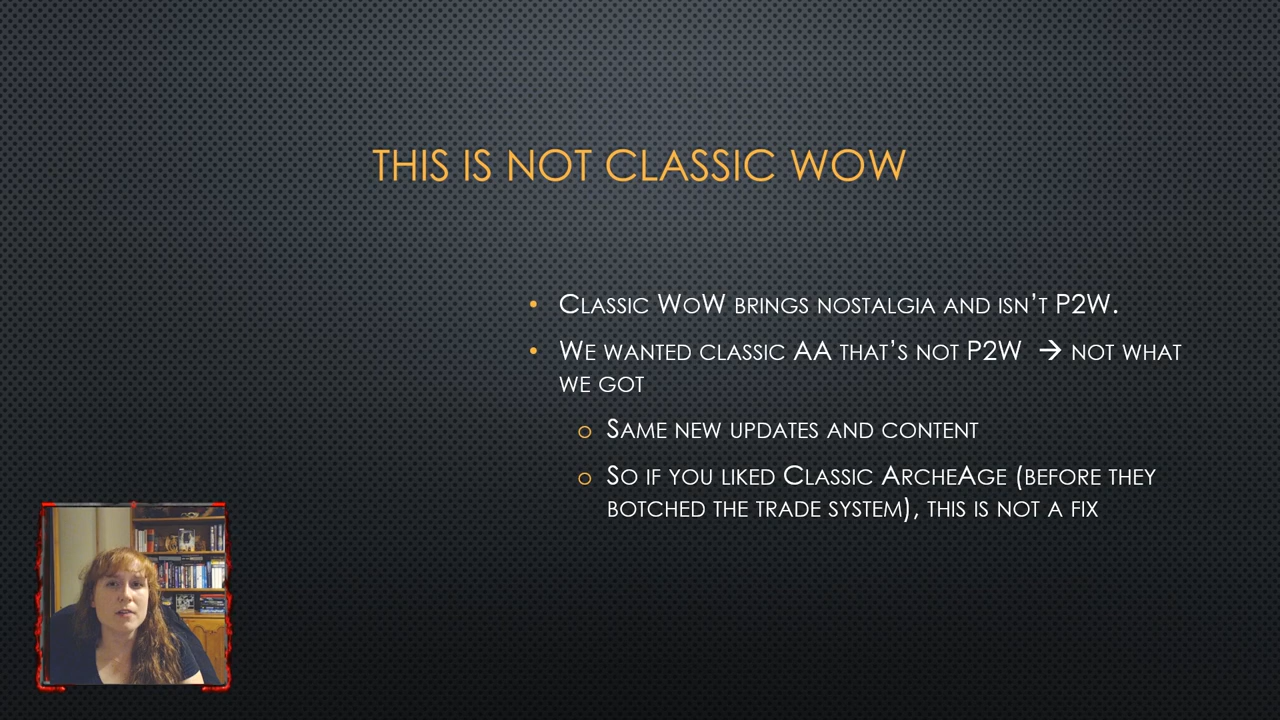 THIS IS NOT CLASSIC WOW
• CLASSIC WOW BRINGS NOSTALGIA AND ISN'T P2W.
• WE WANTED CLASSIC AA THAT'S NOT P2W → NOT WHAT
WE GOT
o SAME NEW UPDATES AND CONTENT
o SO IF YOU LIKED CLASSIC ARCHEAGE (BEFORE THEY
BOTCHED THE TRADE SYSTEM), THIS IS NOT A FIX